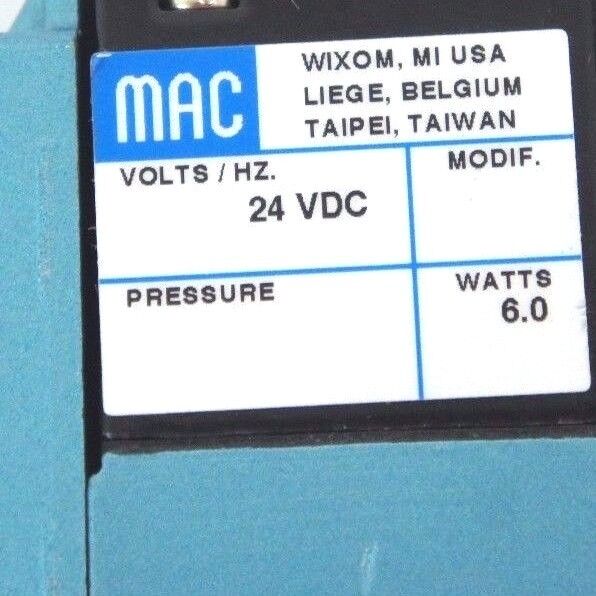 MAC
WIXOM, MI USA
LIEGE, BELGIUM
TAIPEI, TAIWAN
VOLTS / HZ.
24 VDC
MODIF.
PRESSURE
WATTS
6.0